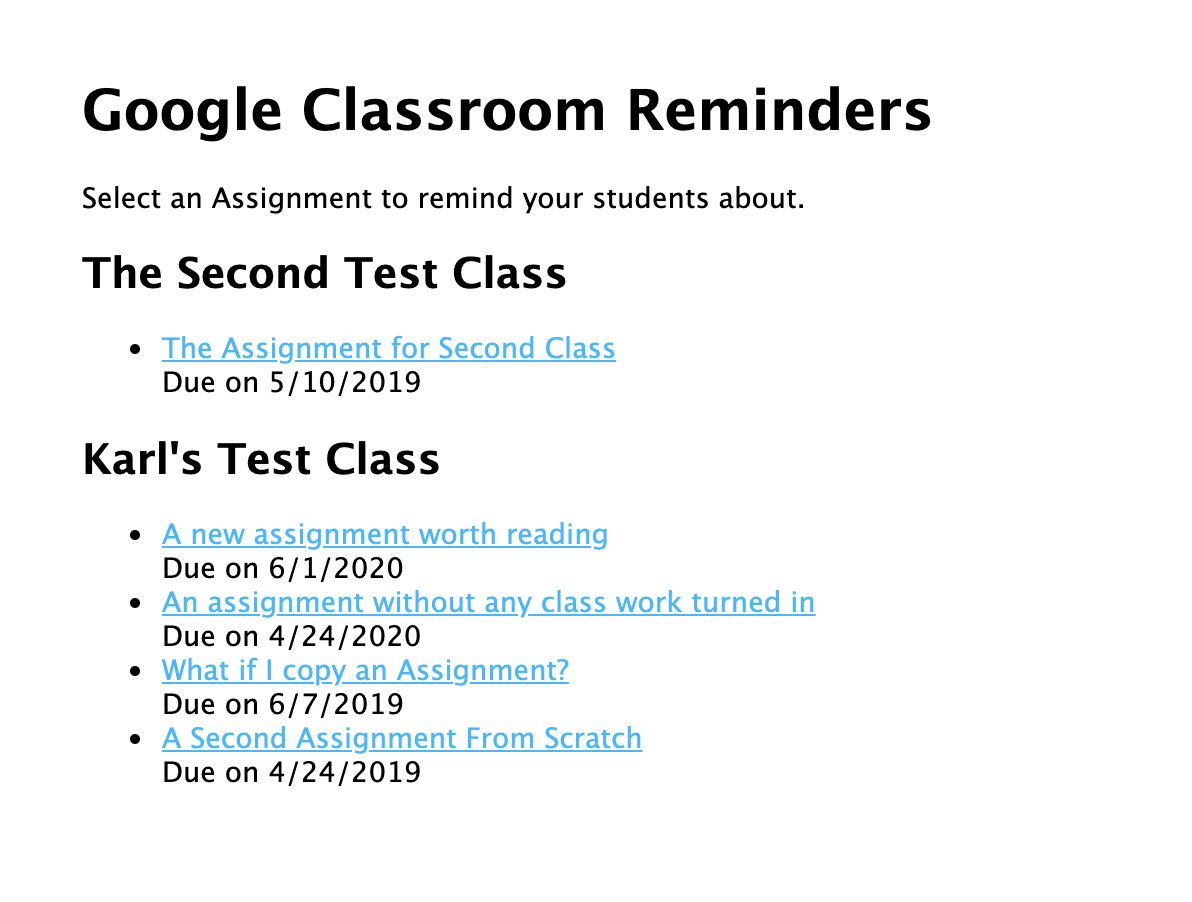 Google Classroom Reminders
Select an Assignment to remind your students about.
The Second Test Class
The Assignment for Second Class
Due on 5/10/2019
Karl's Test Class
A new assignment worth reading
Due on 6/1/2020
An assignment without any class work turned in
Due on 4/24/2020
What if I copy an Assignment?
Due on 6/7/2019
A Second Assignment From Scratch
Due on 4/24/2019